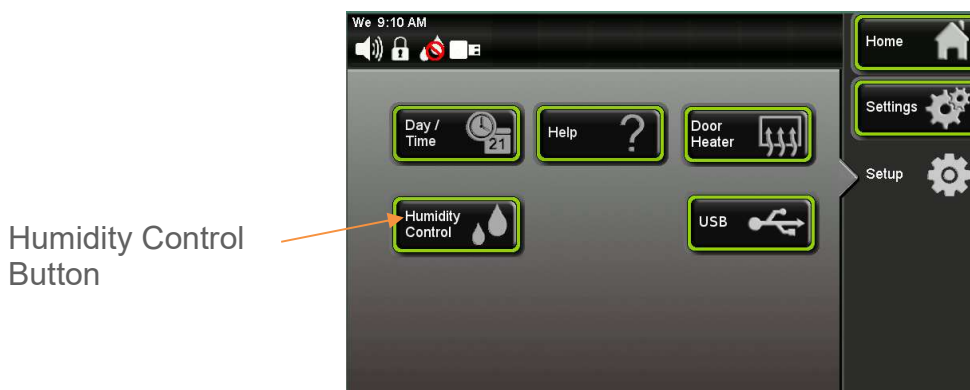 We 9:10 AM
Home
Settings
Setup
Day /
Time
21
Help
?
Door
Heater
Humidity
Control
USB
Humidity Control
Button